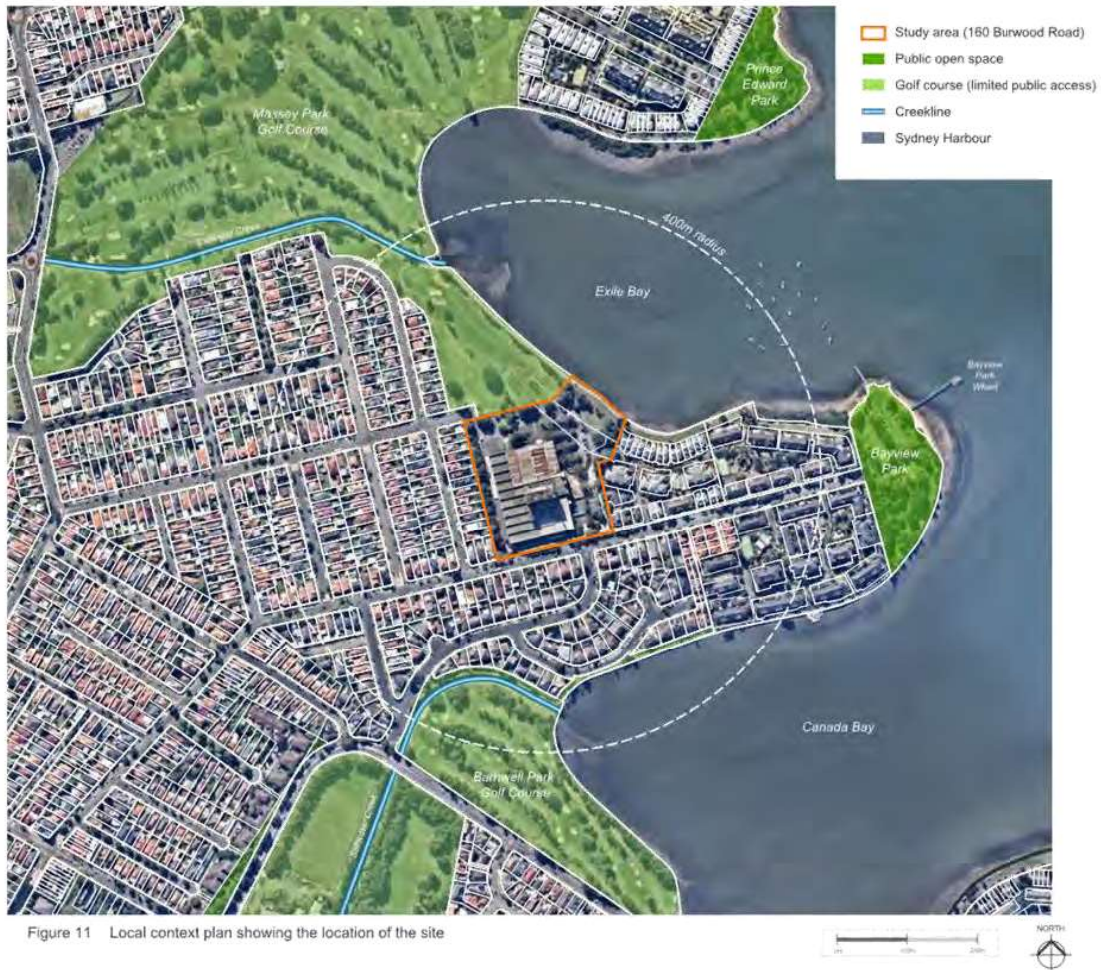 Study area (160 Burwood Road)
Public open space
Golf course (limited public access)
Creekline
Sydney Harbour
Prince
Edward
Park
Massey Park
Golf Course
400m radius
Exile Bay
Bayview
Park
Wharf
Bayview
Park
Canada Bay
Barnwell Park
Golf Course
Figure 11 Local context plan showing the location of the site
NORTH